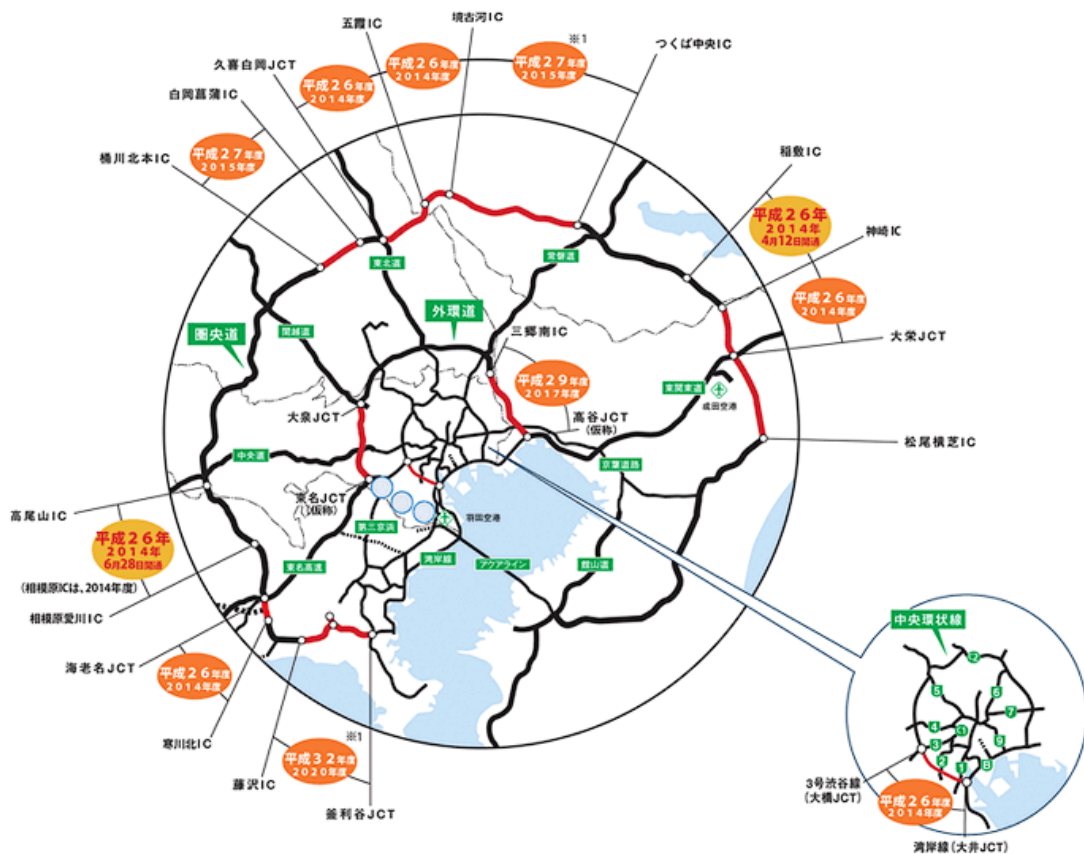 境古河IC
五霞IC
※1
つくば中央IC
久喜白岡JCT
平成26年度
2014年度
平成26年度
2014年度
平成27年度
2015年度
白岡菖蒲IC
桶川北本IC
平成27年度
2015年度
稲敷IC
平成26年
2014年
4月12日開通
神崎IC
平成26年度
2014年度
大栄JCT
東北道
常磐道
外環道
圏央道
関越道
三郷南IC
平成29年度
2017年度
高谷JCT
(仮称)
東関東道
成田空港
大泉JCT
松尾横芝IC
中央道
京葉道路
高尾山IC
東名JCT
(仮称)
羽田空港
第三京浜
平成26年
2014年
6月28日開通
東名高速
湾岸線
アクアライン
館山道
(相模原ICは、2014年度)
相模原愛川IC
海老名JCT
平成26年度
2014年度
寒川北IC
※1
平成32年度
2020年度
藤沢IC
釜利谷JCT
中央環状線
C2
5
6
7
4
C1
3
9
2
1
B
3号渋谷線
(大橋JCT)
平成26年度
2014年度
湾岸線(大井JCT)